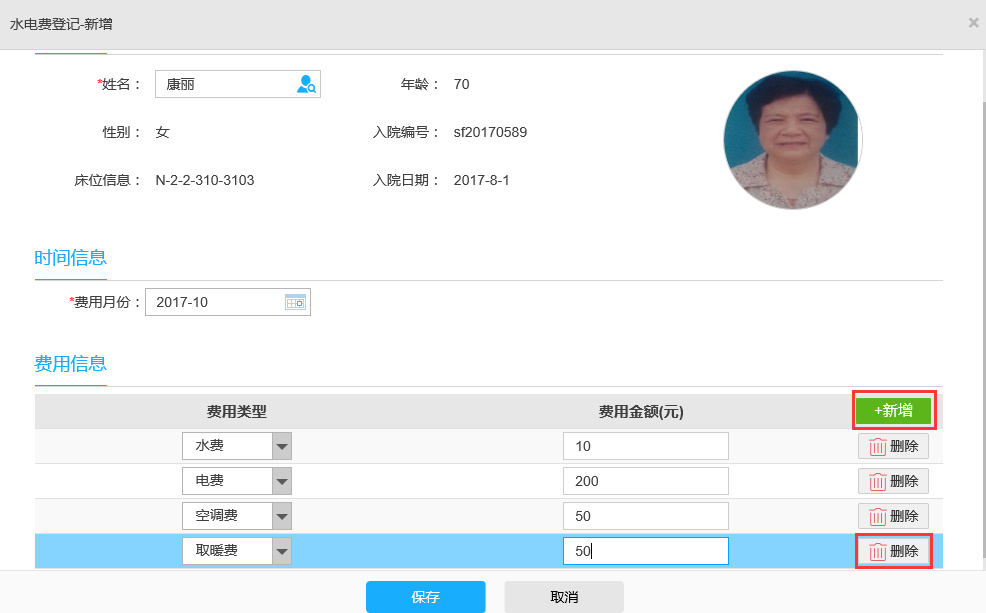 水电费登记-新增 ×
*姓名： 康丽 年龄： 70
性别： 女 入院编号： sf20170589
床位信息： N-2-2-310-3103 入院日期： 2017-8-1
时间信息
*费用月份： 2017-10
费用信息
费用类型 费用金额(元) +新增
水费 10 删除
电费 200 删除
空调费 50 删除
取暖费 50 删除
保存 取消